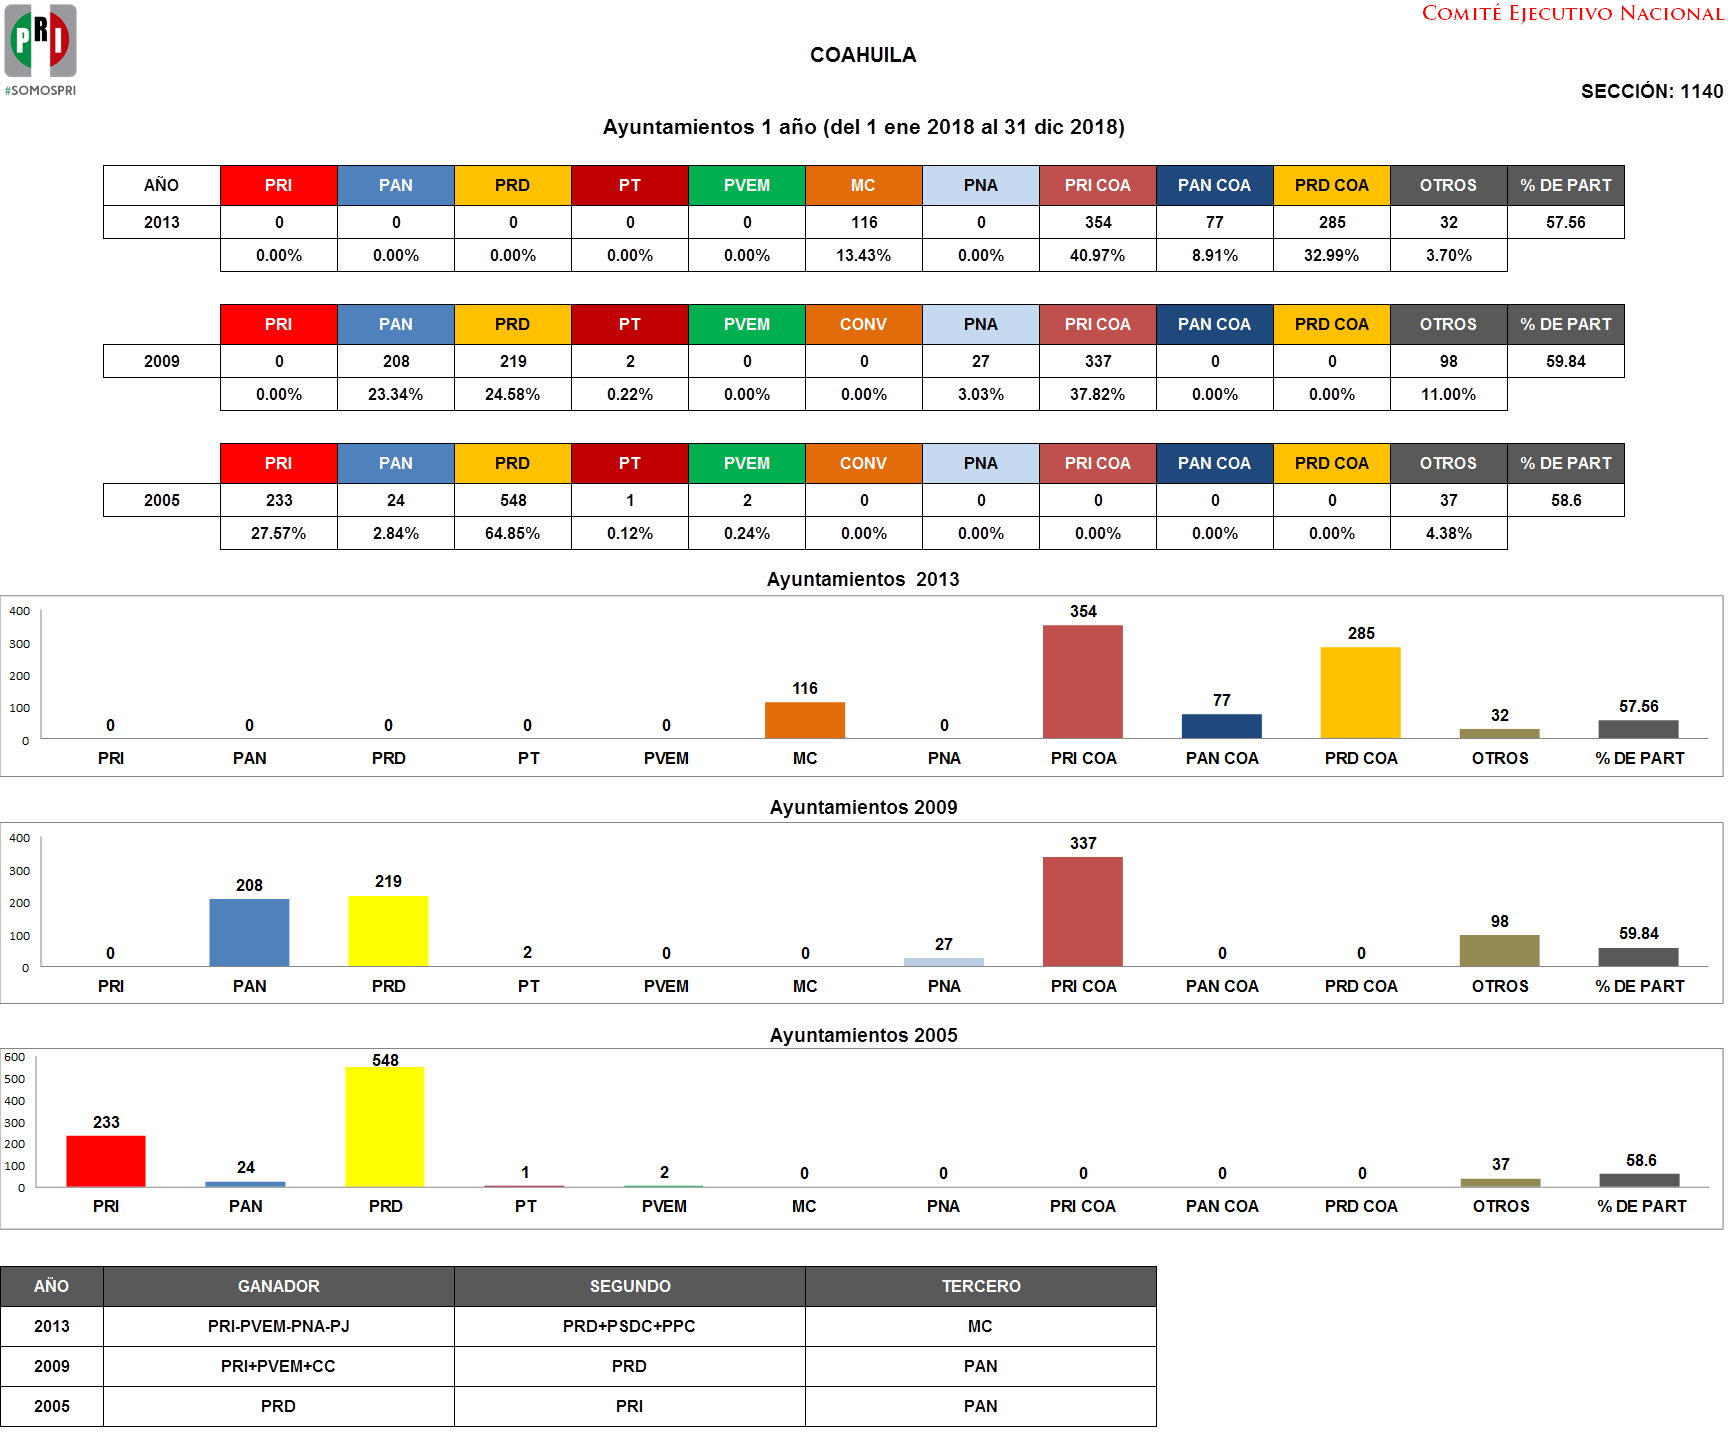 PRI
#SOMOSPRI
COMITÉ EJECUTIVO NACIONAL
COAHUILA
SECCIÓN: 1140
Ayuntamientos 1 año (del 1 ene 2018 al 31 dic 2018)
AÑO PRI PAN PRD PT PVEM MC PNA PRI COA PAN COA PRD COA OTROS % DE PART
2013 0 0 0 0 0 116 0 354 77 285 32 57.56
0.00% 0.00% 0.00% 0.00% 0.00% 13.43% 0.00% 40.97% 8.91% 32.99% 3.70%
PRI PAN PRD PT PVEM CONV PNA PRI COA PAN COA PRD COA OTROS % DE PART
2009 0 208 219 2 0 0 27 337 0 0 98 59.84
0.00% 23.34% 24.58% 0.22% 0.00% 0.00% 3.03% 37.82% 0.00% 0.00% 11.00%
PRI PAN PRD PT PVEM CONV PNA PRI COA PAN COA PRD COA OTROS % DE PART
2005 233 24 548 1 2 0 0 0 0 0 37 58.6
27.57% 2.84% 64.85% 0.12% 0.24% 0.00% 0.00% 0.00% 0.00% 0.00% 4.38%
Ayuntamientos 2013
400
300
200
100
0
0 0 0 0 0 116 0 354 77 285 32 57.56
PRI PAN PRD PT PVEM MC PNA PRI COA PAN COA PRD COA OTROS % DE PART
Ayuntamientos 2009
400
300
200
100
0
0 208 219 2 0 0 27 337 0 0 98 59.84
PRI PAN PRD PT PVEM MC PNA PRI COA PAN COA PRD COA OTROS % DE PART
Ayuntamientos 2005
600
500
400
300
200
100
0
233 24 548 1 2 0 0 0 0 0 37 58.6
PRI PAN PRD PT PVEM MC PNA PRI COA PAN COA PRD COA OTROS % DE PART
AÑO GANADOR SEGUNDO TERCERO
2013 PRI-PVEM-PNA-PJ PRD+PSDC+PPC MC
2009 PRI+PVEM+CC PRD PAN
2005 PRD PRI PAN